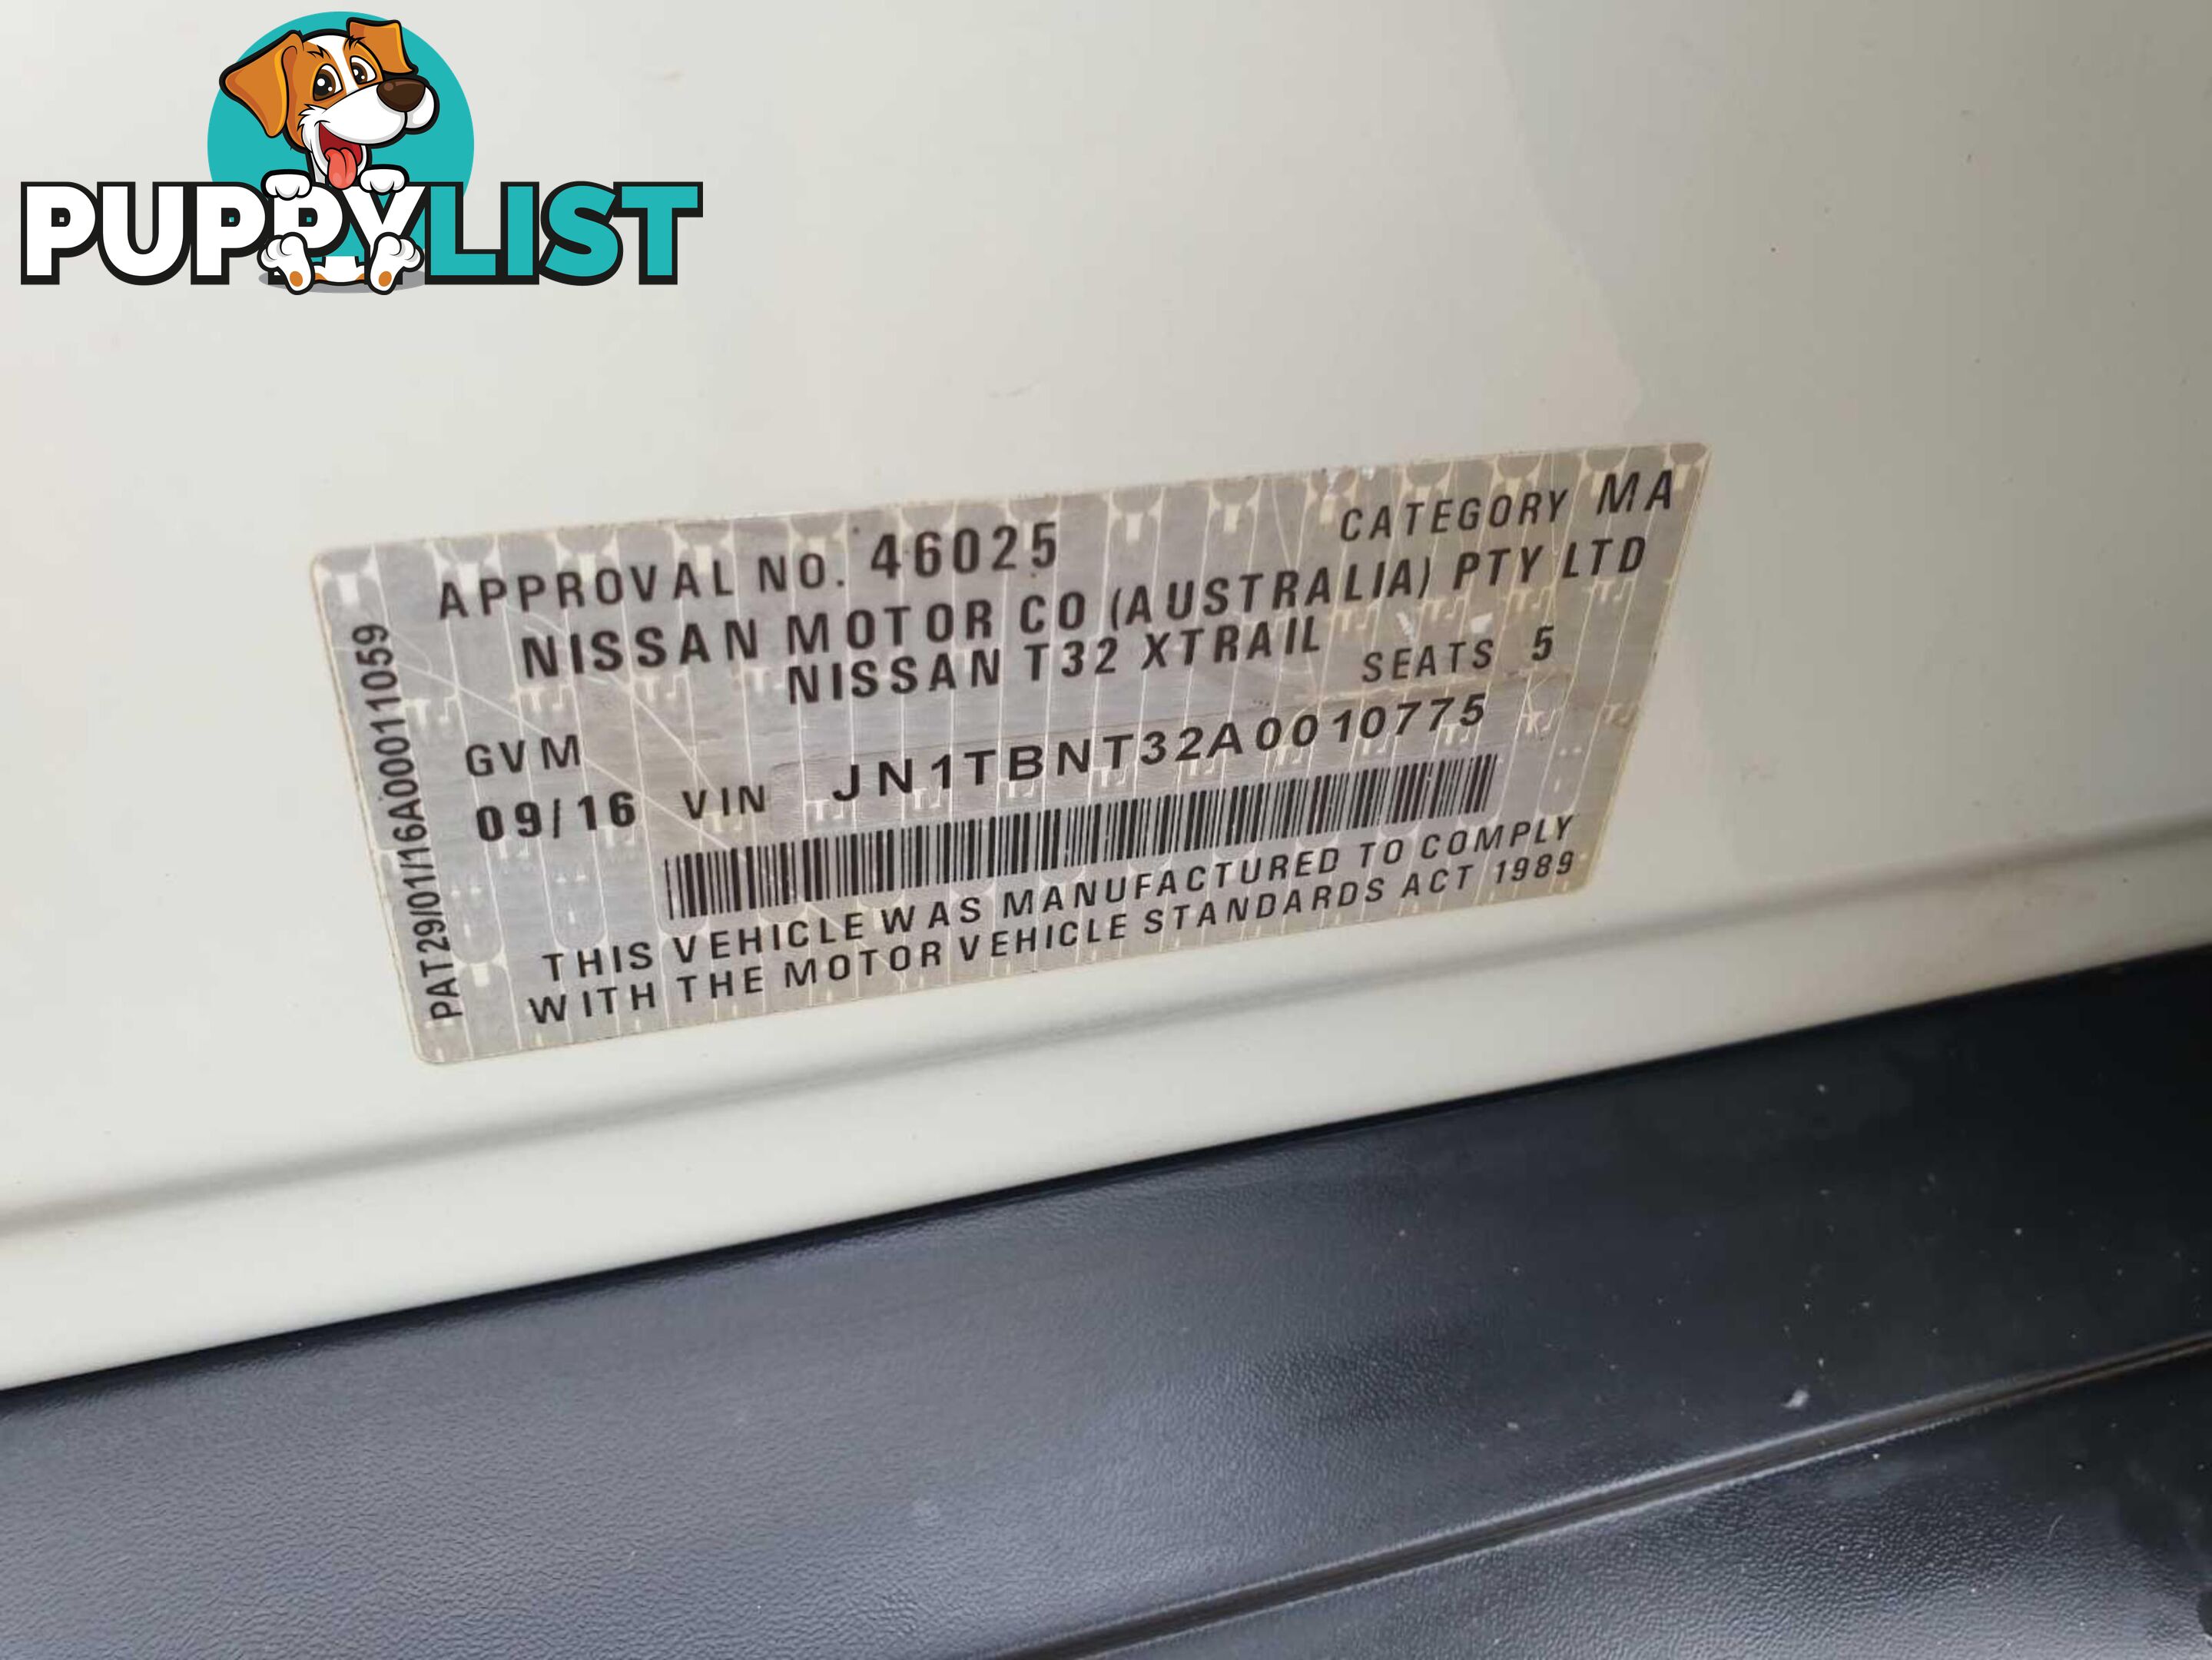 PUPPYLIST
APPROVAL NO. 46025 CATEGORY MA
NISSAN MOTOR CO (AUSTRALIA) PTY LTD
NISSAN T32 XTRAIL
SEATS 5
GVM
09/16 VIN JN1TBNT32A0010775
THIS VEHICLE WAS MANUFACTURED TO COMPLY
WITH THE MOTOR VEHICLE STANDARDS ACT 1989
PAT29/01/16A000011059